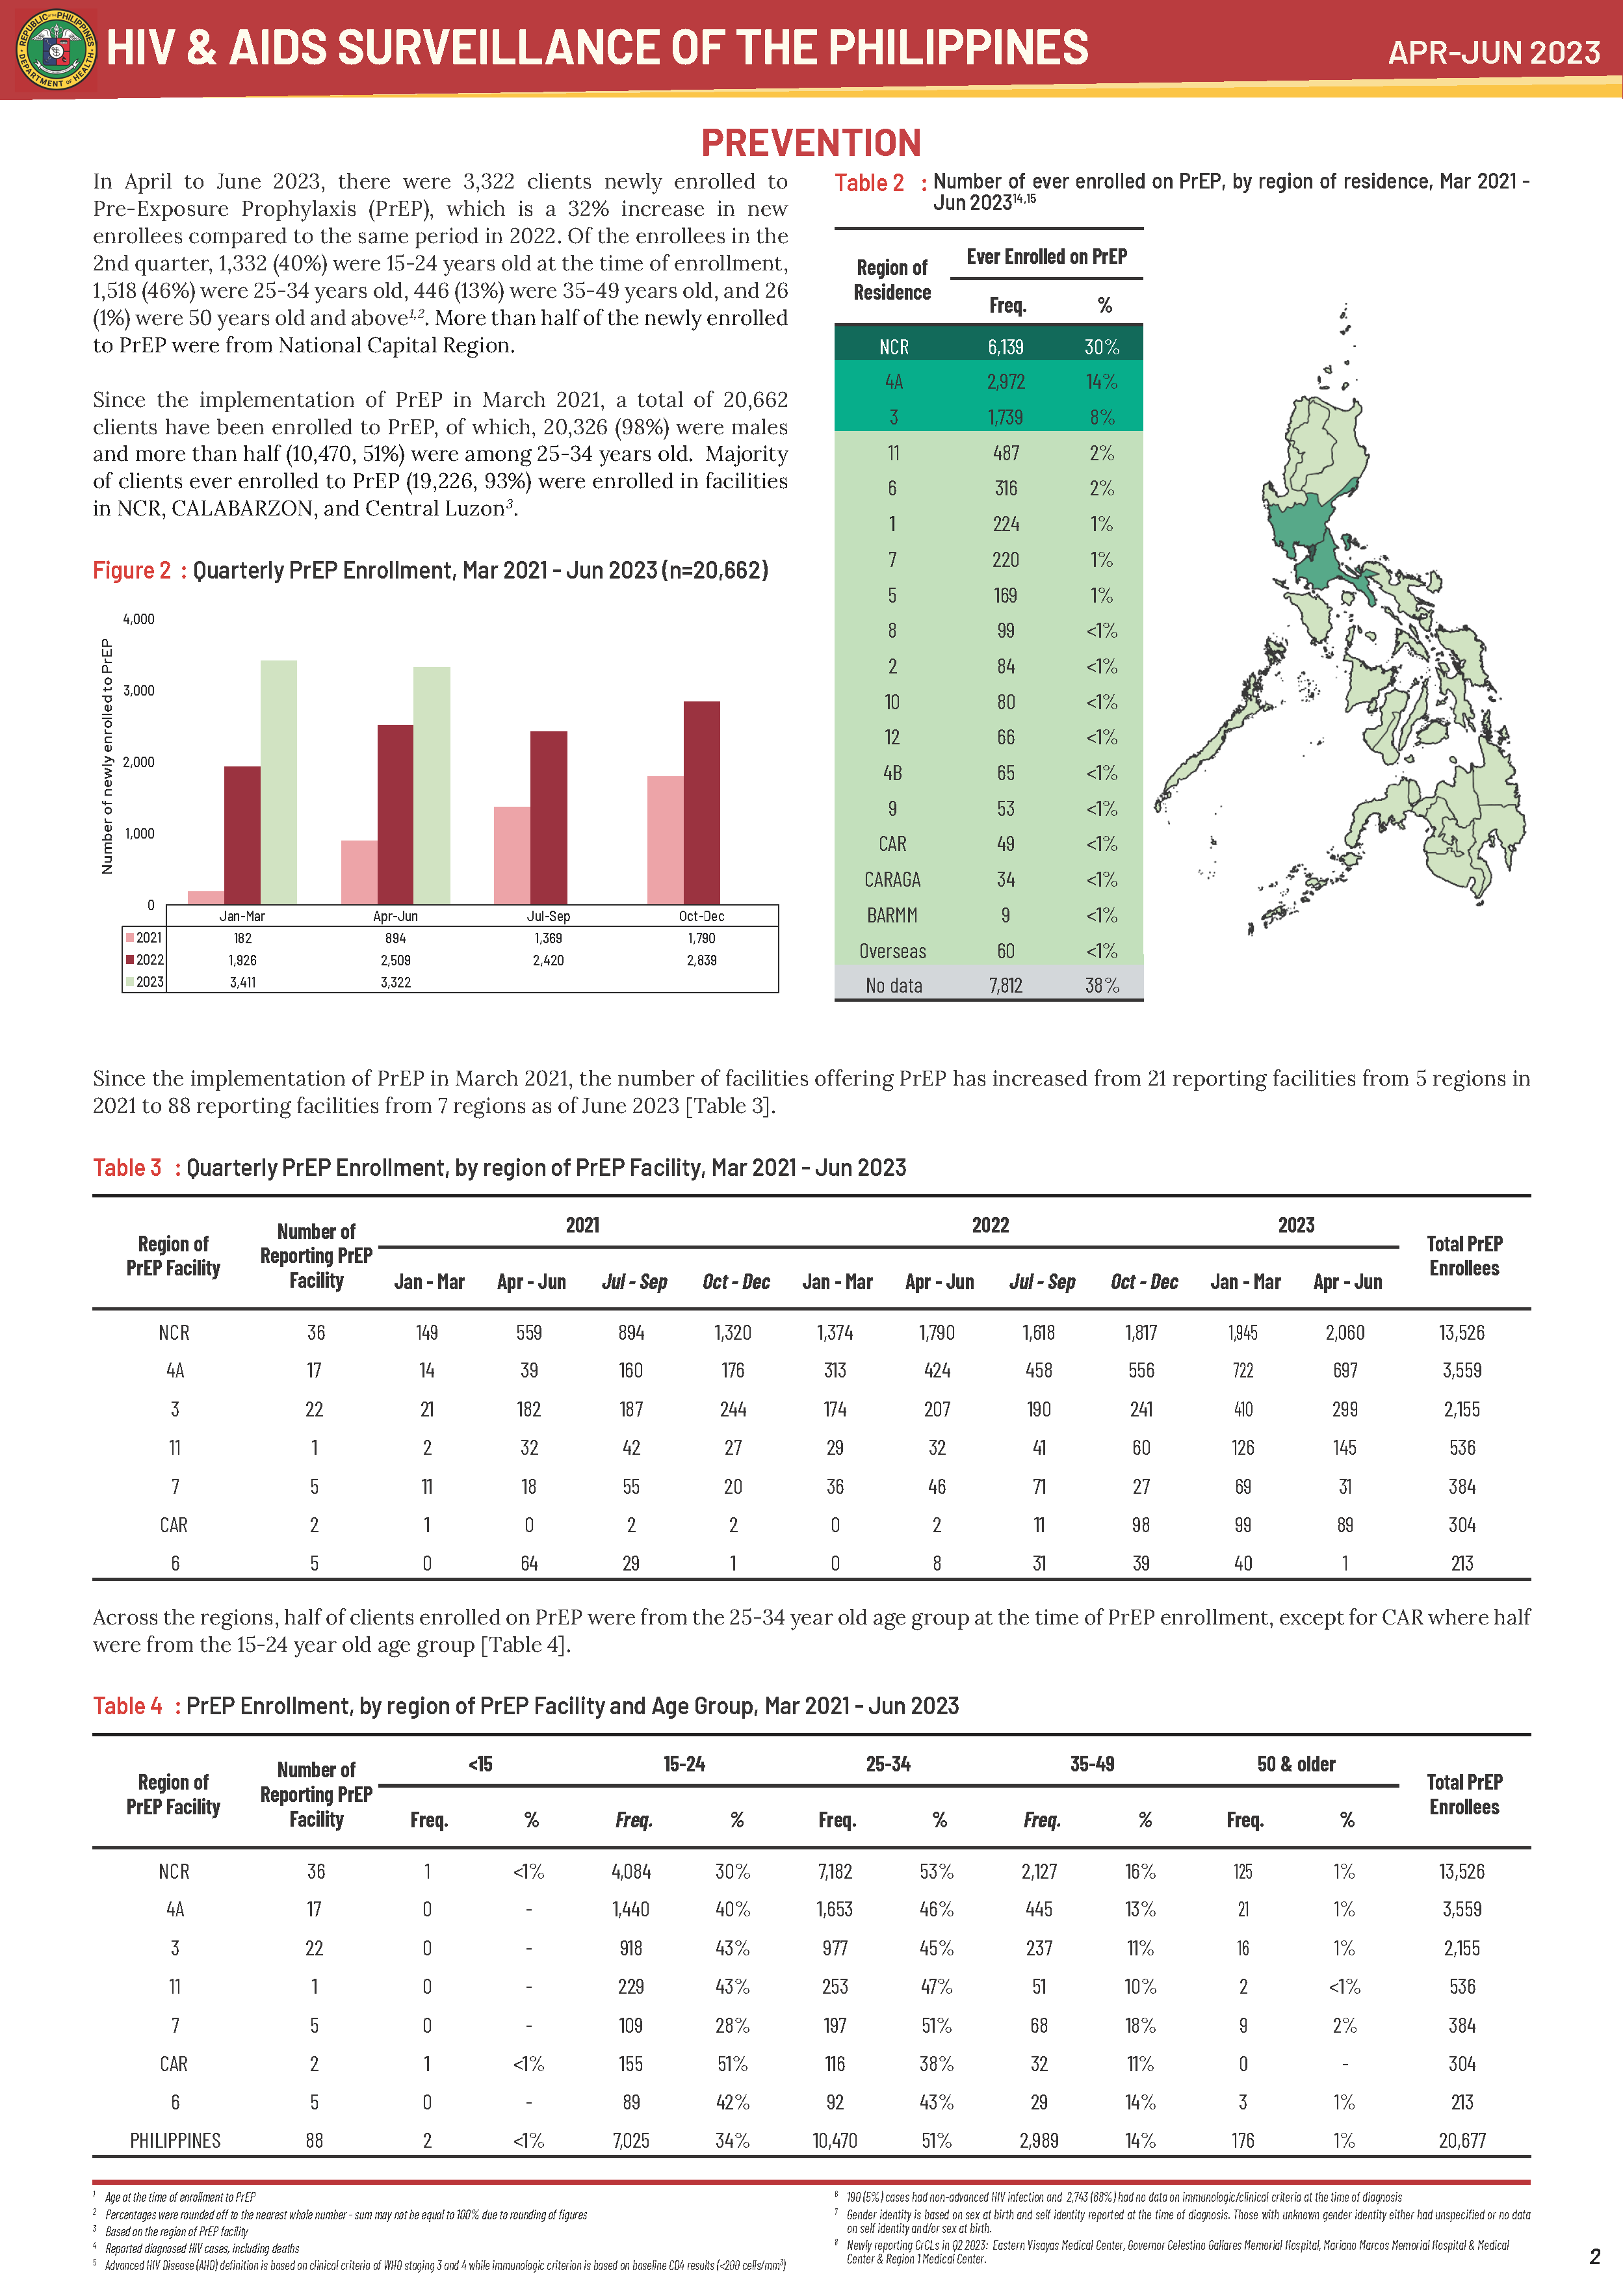 HIV & AIDS SURVEILLANCE OF THE PHILIPPINES
APR-JUN 2023
REPUBLIC OF THE PHILIPPINES
DEPARTMENT OF HEALTH
PREVENTION
In April to June 2023, there were 3,322 clients newly enrolled to
Pre-Exposure Prophylaxis (PrEP), which is a 32% increase in new
enrollees compared to the same period in 2022. Of the enrollees in the
2nd quarter, 1,332 (40%) were 15-24 years old at the time of enrollment,
1,518 (46%) were 25-34 years old, 446 (13%) were 35-49 years old, and 26
(1%) were 50 years old and above1,2. More than half of the newly enrolled
to PrEP were from National Capital Region.
Since the implementation of PrEP in March 2021, a total of 20,662
clients have been enrolled to PrEP, of which, 20,326 (98%) were males
and more than half (10,470, 51%) were among 25-34 years old. Majority
of clients ever enrolled to PrEP (19,226, 93%) were enrolled in facilities
in NCR, CALABARZON, and Central Luzon3.
Figure 2 : Quarterly PrEP Enrollment, Mar 2021 - Jun 2023 (n=20,662)
Number of newly enrolled to PrEP
4,000
3,000
2,000
1,000
0
Jan-Mar Apr-Jun Jul-Sep Oct-Dec
2021 182 894 1,369 1,790
2022 1,926 2,509 2,420 2,839
2023 3,411 3,322
Table 2 : Number of ever enrolled on PrEP, by region of residence, Mar 2021 -
Jun 202314,15
Region of Residence Ever Enrolled on PrEP
Freq. %
NCR 6,139 30%
4A 2,972 14%
3 1,739 8%
11 487 2%
6 316 2%
1 224 1%
7 220 1%
5 169 1%
8 99 <1%
2 84 <1%
10 80 <1%
12 66 <1%
4B 65 <1%
9 53 <1%
CAR 49 <1%
CARAGA 34 <1%
BARMM 9 <1%
Overseas 60 <1%
No data 7,812 38%
Since the implementation of PrEP in March 2021, the number of facilities offering PrEP has increased from 21 reporting facilities from 5 regions in
2021 to 88 reporting facilities from 7 regions as of June 2023 [Table 3].
Table 3 : Quarterly PrEP Enrollment, by region of PrEP Facility, Mar 2021 - Jun 2023
Region of PrEP Facility Number of Reporting PrEP Facility 2021 2022 2023 Total PrEP Enrollees
Jan - Mar Apr - Jun Jul - Sep Oct - Dec Jan - Mar Apr - Jun Jul - Sep Oct - Dec Jan - Mar Apr - Jun
NCR 36 149 559 894 1,320 1,374 1,790 1,618 1,817 1,945 2,060 13,526
4A 17 14 39 160 176 313 424 458 556 722 697 3,559
3 22 21 182 187 244 174 207 190 241 410 299 2,155
11 1 2 32 42 27 29 32 41 60 126 145 536
7 5 11 18 55 20 36 46 71 27 69 31 384
CAR 2 1 0 2 2 0 2 11 98 99 89 304
6 5 0 64 29 1 0 8 31 39 40 1 213
Across the regions, half of clients enrolled on PrEP were from the 25-34 year old age group at the time of PrEP enrollment, except for CAR where half
were from the 15-24 year old age group [Table 4].
Table 4 : PrEP Enrollment, by region of PrEP Facility and Age Group, Mar 2021 - Jun 2023
Region of PrEP Facility Number of Reporting PrEP Facility <15 15-24 25-34 35-49 50 & older Total PrEP Enrollees
Freq. % Freq. % Freq. % Freq. % Freq. %
NCR 36 1 <1% 4,084 30% 7,182 53% 2,127 16% 125 1% 13,526
4A 17 0 - 1,440 40% 1,653 46% 445 13% 21 1% 3,559
3 22 0 - 918 43% 977 45% 237 11% 16 1% 2,155
11 1 0 - 229 43% 253 47% 51 10% 2 <1% 536
7 5 0 - 109 28% 197 51% 68 18% 9 2% 384
CAR 2 1 <1% 155 51% 116 38% 32 11% 0 - 304
6 5 0 - 89 42% 92 43% 29 14% 3 1% 213
PHILIPPINES 88 2 <1% 7,025 34% 10,470 51% 2,989 14% 176 1% 20,677
1 Age at the time of enrollment to PrEP
2 Percentages were rounded off to the nearest whole number - sum may not be equal to 100% due to rounding of figures
3 Based on the region of PrEP facility
4 Reported diagnosed HIV cases, including deaths
5 Advanced HIV Disease (AHD) definition is based on clinical criteria of WHO staging 3 and 4 while immunologic criterion is based on baseline CD4 results (<200 cells/mm3)
6 190 (5%) cases had non-advanced HIV infection and 2,743 (68%) had no data on immunologic/clinical criteria at the time of diagnosis
7 Gender identity is based on sex at birth and self identity reported at the time of diagnosis. Those with unknown gender identity either had unspecified or no data
on self identity and/or sex at birth.
8 Newly reporting CrCLs in Q2 2023: Eastern Visayas Medical Center, Governor Celestino Gallares Memorial Hospital, Mariano Marcos Memorial Hospital & Medical
Center & Region 1 Medical Center.
2